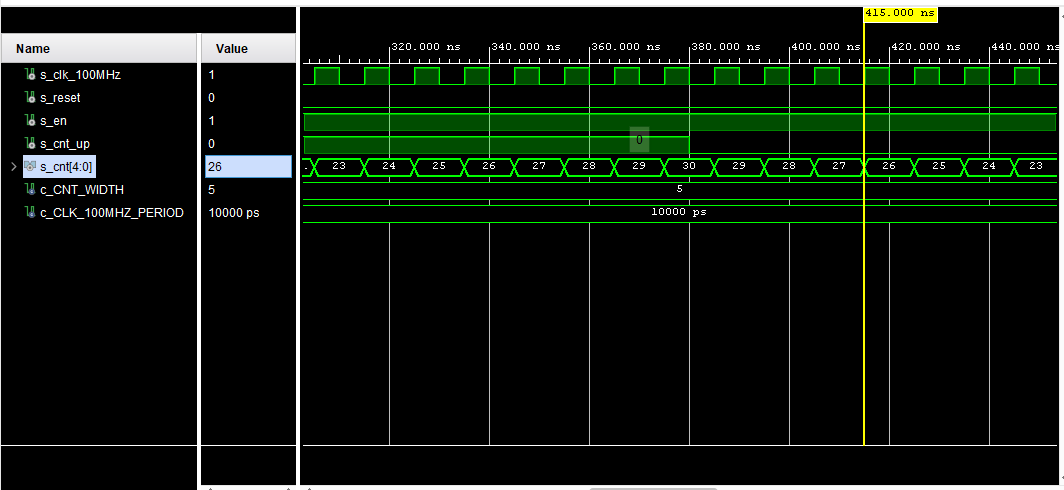 415.000 ns
Name Value
320.000 ns 340.000 ns 360.000 ns 380.000 ns 400.000 ns 420.000 ns 440.000 ns
s_clk_100MHz 1
s_reset 0
s_en 1
s_cnt_up 0 0
s_cnt[4:0] 26 23 24 25 26 27 28 29 30 29 28 27 26 25 24 23
c_CNT_WIDTH 5 5
c_CLK_100MHZ_PERIOD 10000 ps 10000 ps